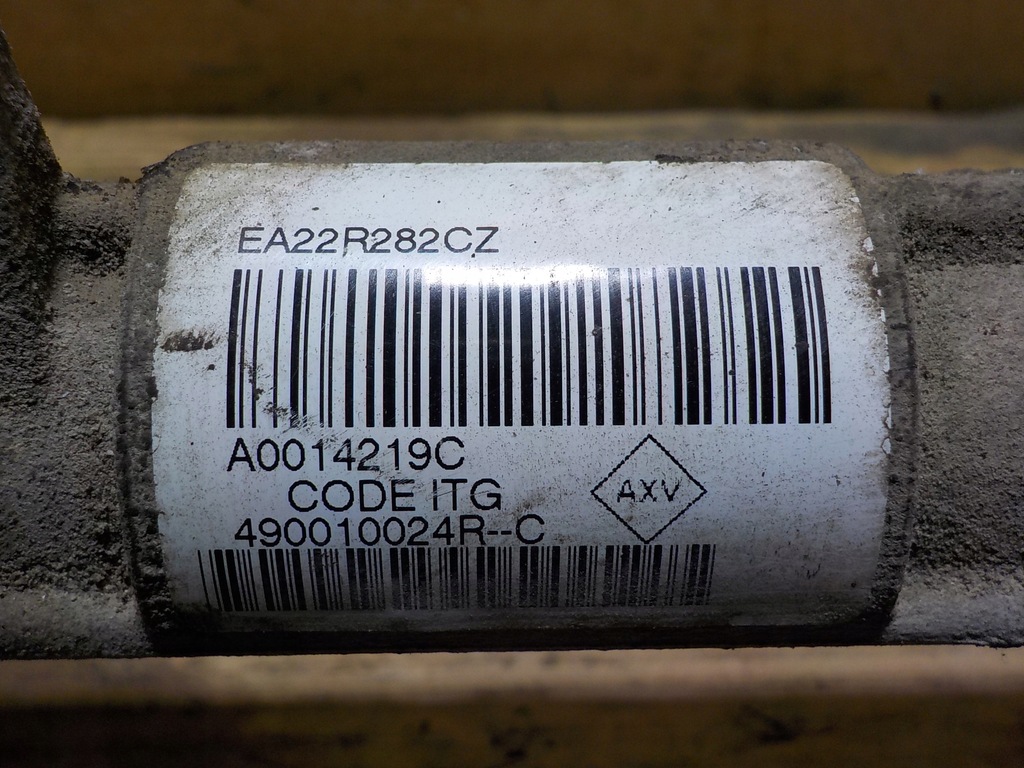 EA22R282CZ
A0014219C
CODE ITG
AXV
490010024R--C